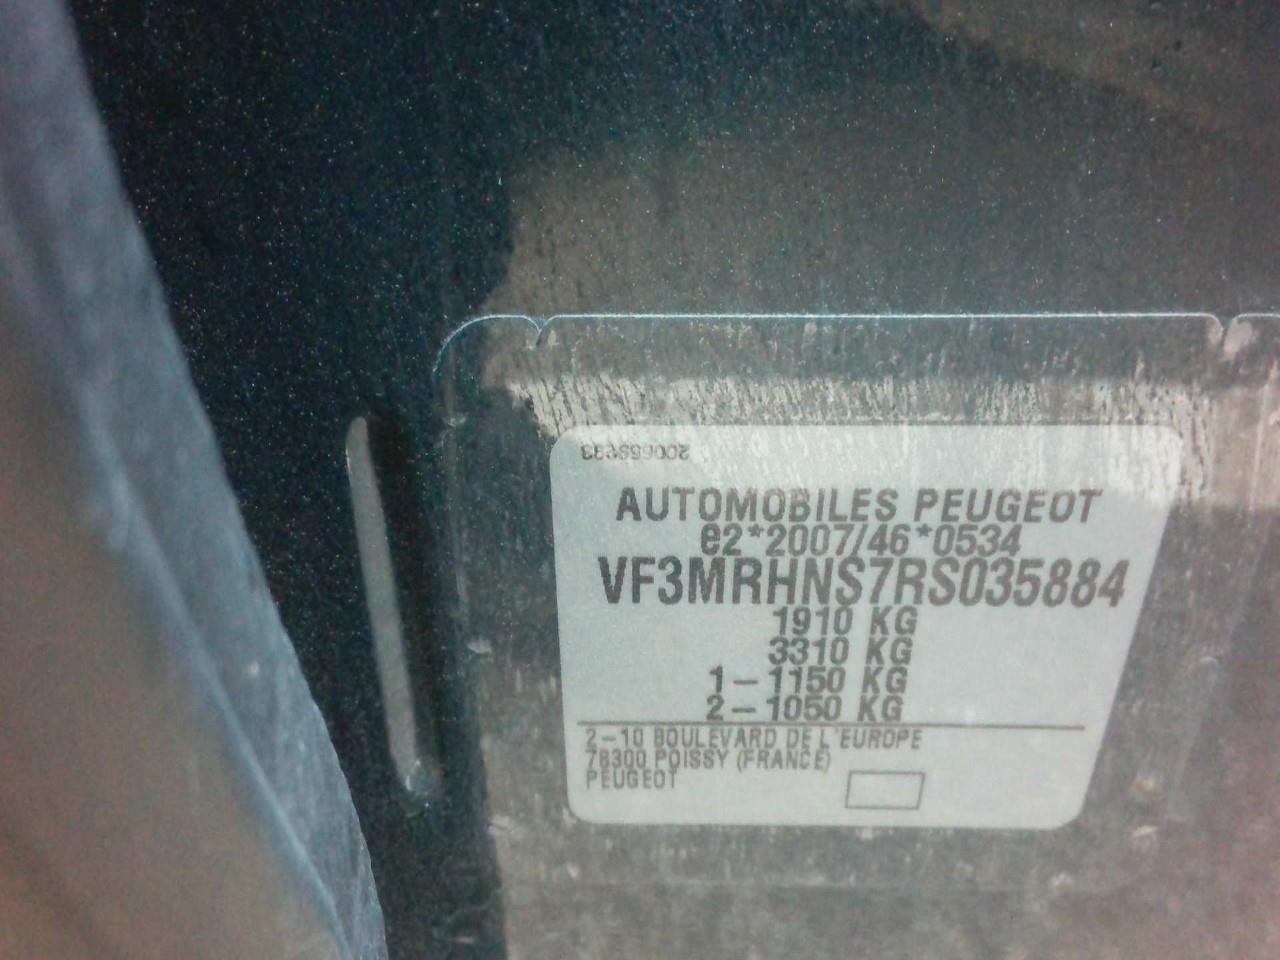 AUTOMOBILES PEUGEOT
e2*2007/46*0534
VF3MRHNS7RS035884
1910 KG
3310 KG
1-1150 KG
2-1050 KG
2-10 BOULEVARD DE L'EUROPE
78300 POISSY (FRANCE)
PEUGEOT